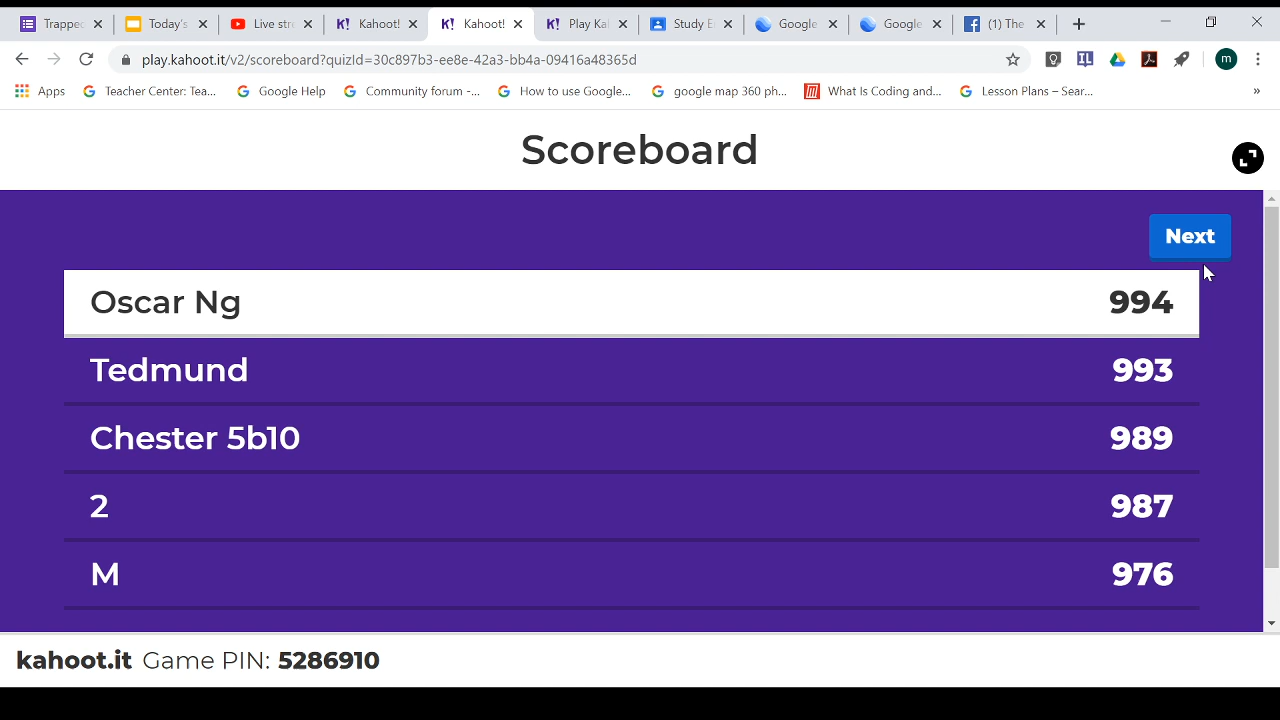 Trapped
Today's
Live str
Kahoot!
Kahoot!
Play Ka
Study E
Google
Google
(1) The
play.kahoot.it/v2/scoreboard?quizId=3fc897b3-ee8e-42a3-bb4a-09416a48365d
Apps
Teacher Center: Tea...
Google Help
Community forum -...
How to use Google...
google map 360 ph...
What Is Coding and...
Lesson Plans – Sear...
»
Scoreboard
Next
Oscar Ng 994
Tedmund 993
Chester 5b10 989
2 987
M 976
kahoot.it Game PIN: 5286910